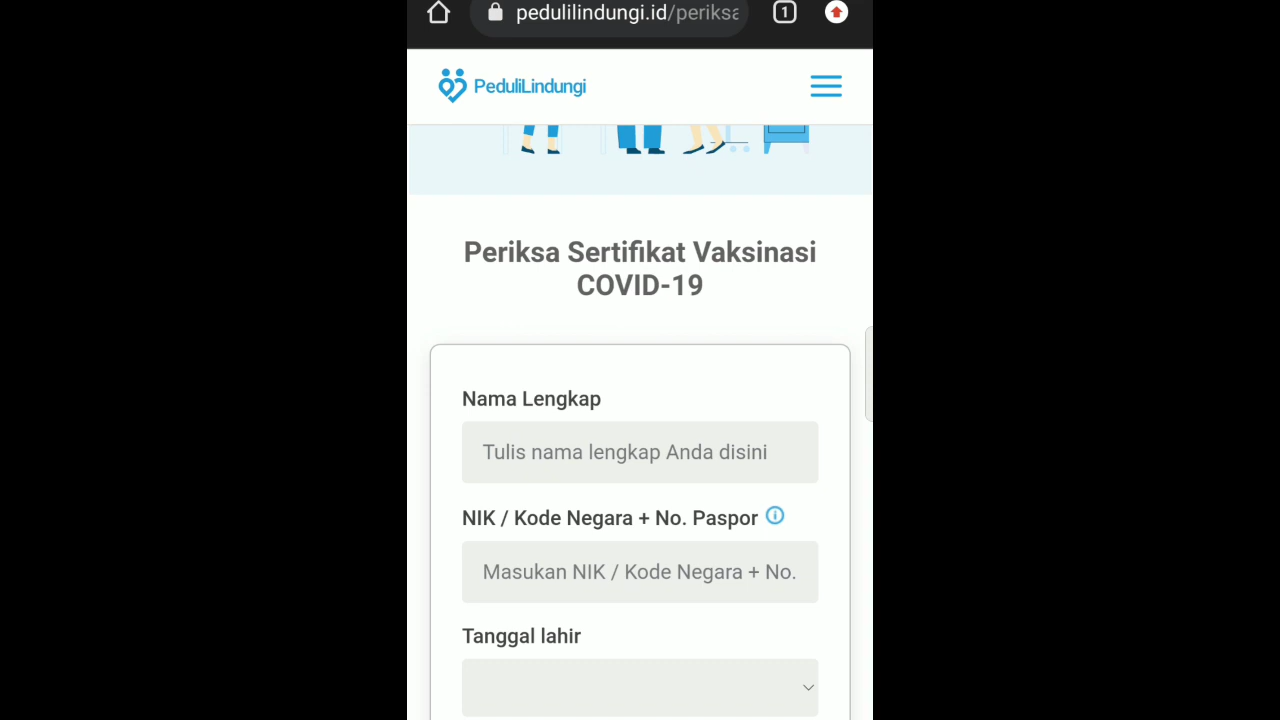 pedulilindungi.id/periksa
1
PeduliLindungi
Periksa Sertifikat Vaksinasi
COVID-19
Nama Lengkap
Tulis nama lengkap Anda disini
NIK / Kode Negara + No. Paspor
Masukan NIK / Kode Negara + No.
Tanggal lahir